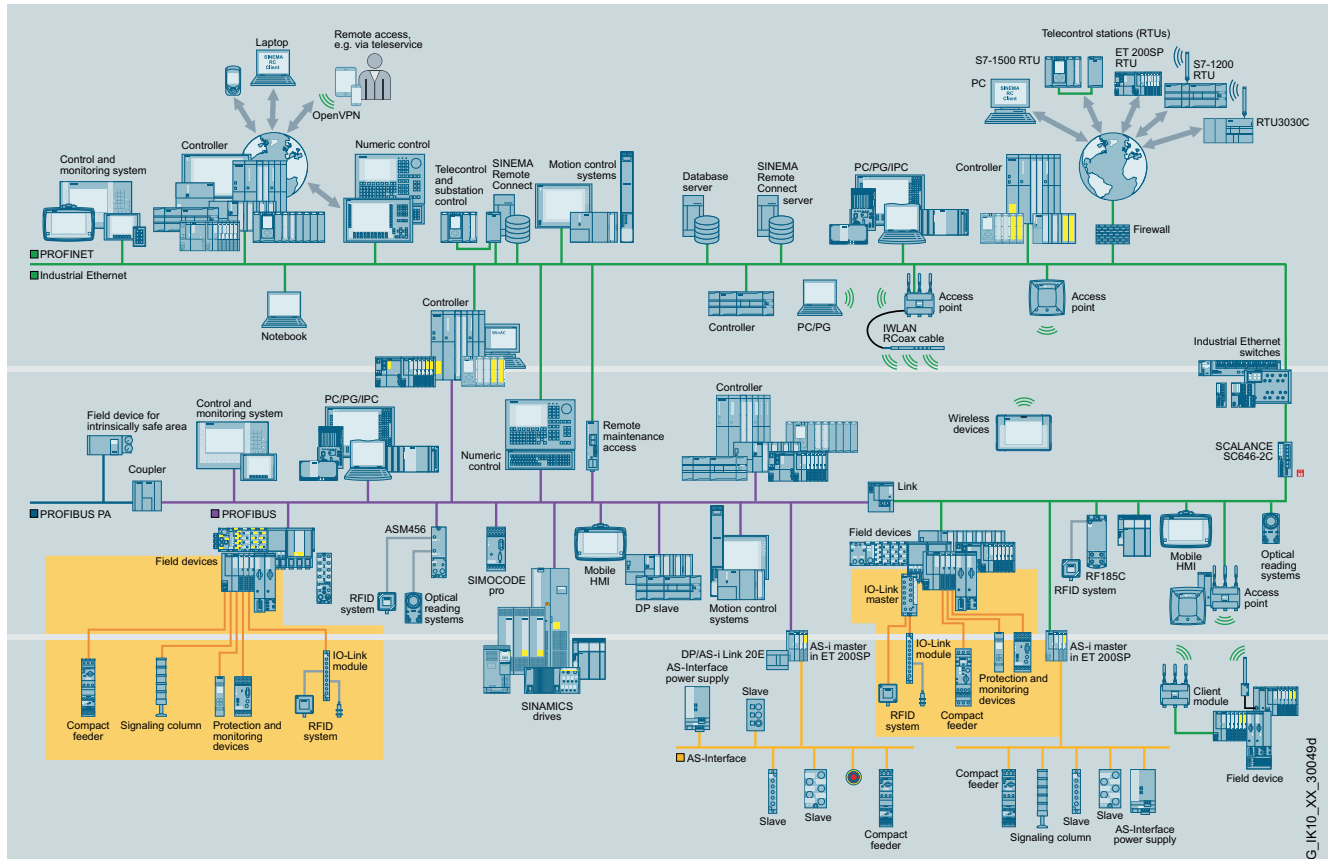 Laptop
SINEMA
RC
Client
Remote access,
e.g. via teleservice
OpenVPN
Telecontrol stations (RTUs)
S7-1500 RTU
ET 200SP
RTU
S7-1200
RTU
PC
SINEMA
RC
Client
RTU3030C
Control and
monitoring system
Controller
Numeric control
Telecontrol
and
substation
control
SINEMA
Remote
Connect
Motion control
systems
Database
server
SINEMA
Remote
Connect
server
PC/PG/IPC
Controller
Firewall
PROFINET
Industrial Ethernet
Notebook
Controller
WinAC
Controller
PC/PG
Access
point
IWLAN
RCoax cable
Access
point
Industrial Ethernet
switches
Field device for
intrinsically safe area
Control and
monitoring system
PC/PG/IPC
Numeric
control
Remote
maintenance
access
Controller
Wireless
devices
SCALANCE
SC646-2C
Coupler
Link
PROFIBUS PA
PROFIBUS
Field devices
ASM456
RFID
system
Optical
reading
systems
SIMOCODE
pro
Mobile
HMI
DP slave
Motion control
systems
Field devices
IO-Link
master
RF185C
RFID system
Mobile
HMI
Optical
reading
systems
Access
point
SINAMICS
drives
DP/AS-i Link 20E
AS-Interface
power supply
Slave
AS-i master
in ET 200SP
IO-Link
module
Compact
feeder
Signaling column
Protection and
monitoring
devices
RFID
system
IO-Link
module
RFID
system
Compact
feeder
Protection and
monitoring
devices
AS-i master
in ET 200SP
Client
module
Field device
AS-Interface
Slave
Slave
Compact
feeder
Compact
feeder
Signaling column
Slave
Slave
AS-Interface
power supply
G_IK10_XX_30049d